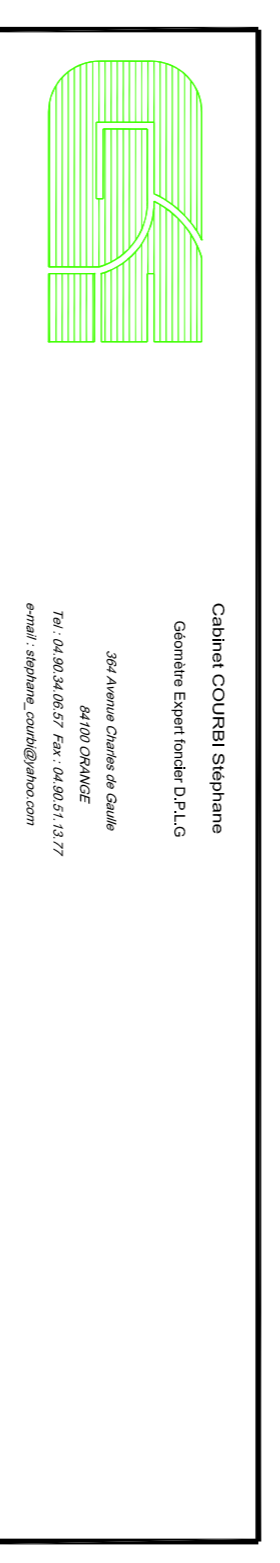 Cabinet COURBI Stéphane
Géomètre Expert foncier D.P.L.G
364 Avenue Charles de Gaulle
84100 ORANGE
Tel : 04.90.34.06.57 Fax : 04.90.51.13.77
e-mail : stephane_courbi@yahoo.com